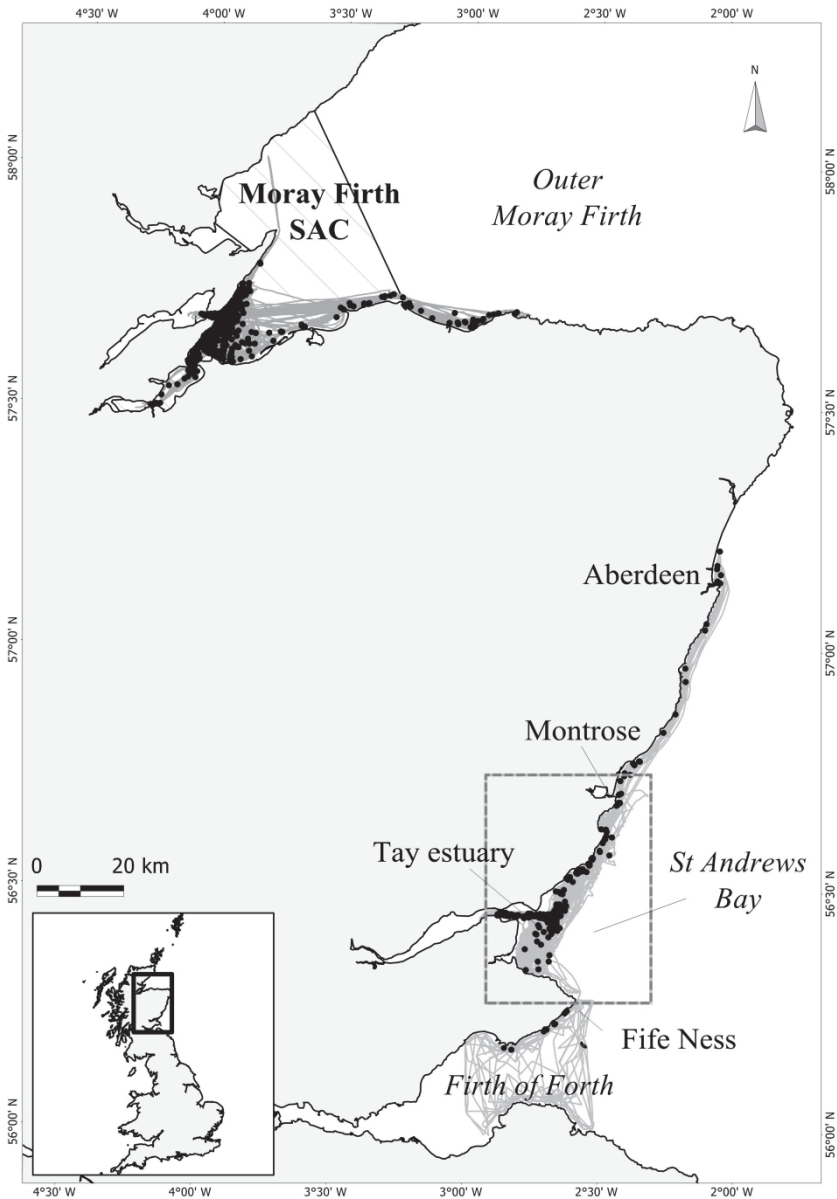 4°30' W 4°00' W 3°30' W 3°00' W 2°30' W 2°00' W
N
58°00' N
58°00' N
Outer
Moray Firth
Moray Firth
SAC
57°30' N
57°30' N
Aberdeen
57°00' N
57°00' N
Montrose
Tay estuary
0 20 km
St Andrews
Bay
56°30' N
56°30' N
Fife Ness
Firth of Forth
56°00' N
56°00' N
4°30' W 4°00' W 3°30' W 3°00' W 2°30' W 2°00' W